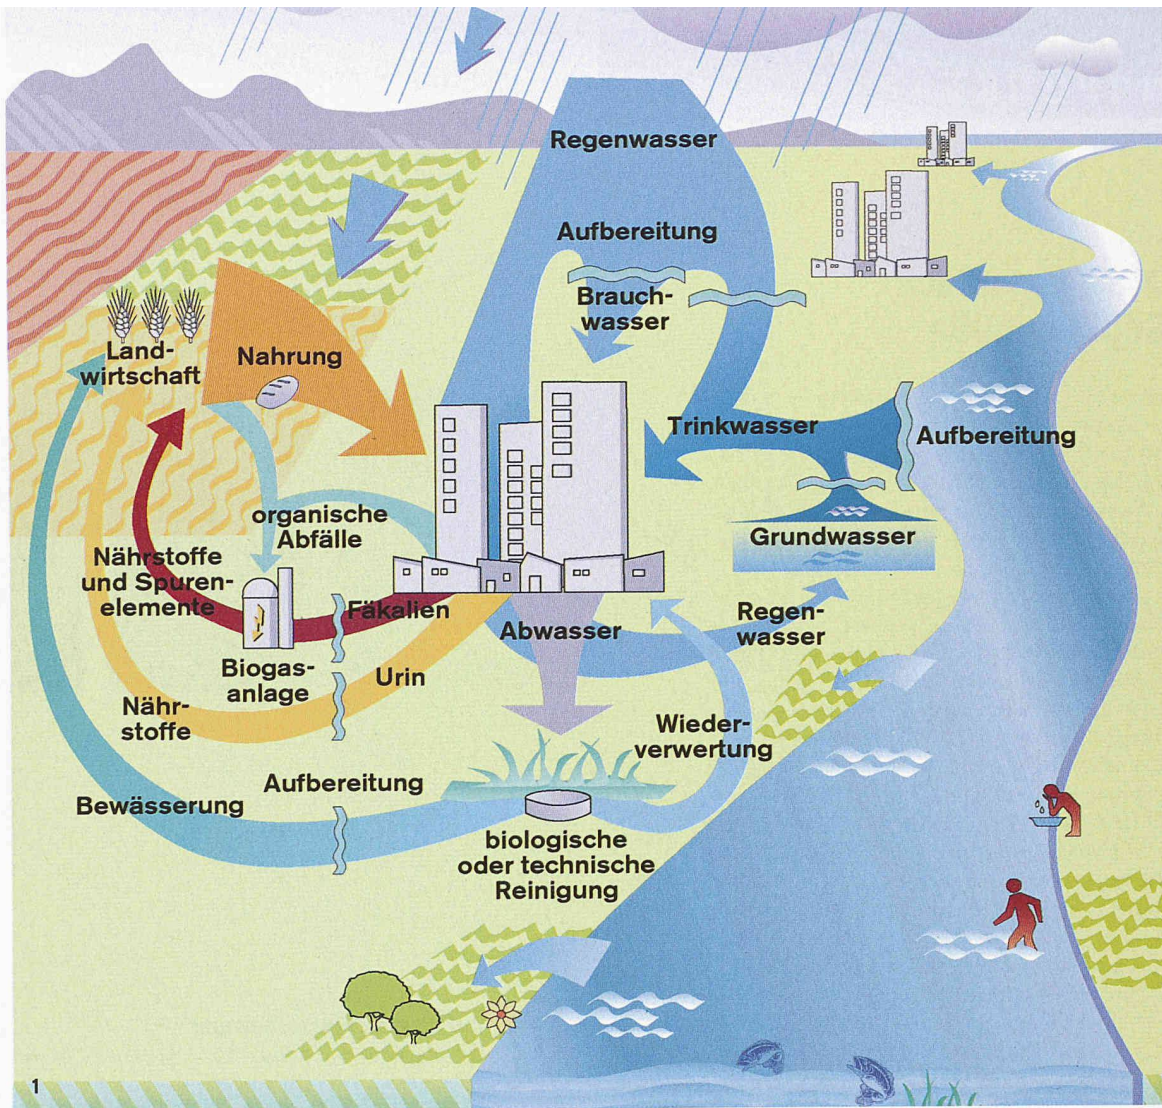 Regenwasser
Aufbereitung
Brauch-
wasser
Land-
wirtschaft
Nahrung
Trinkwasser
Aufbereitung
organische
Abfälle
Grundwasser
Nährstoffe
und Spuren-
elemente
Fäkalien
Abwasser
Regen-
wasser
Biogas-
anlage
Urin
Nähr-
stoffe
Wieder-
verwertung
Aufbereitung
Bewässerung
biologische
oder technische
Reinigung
1